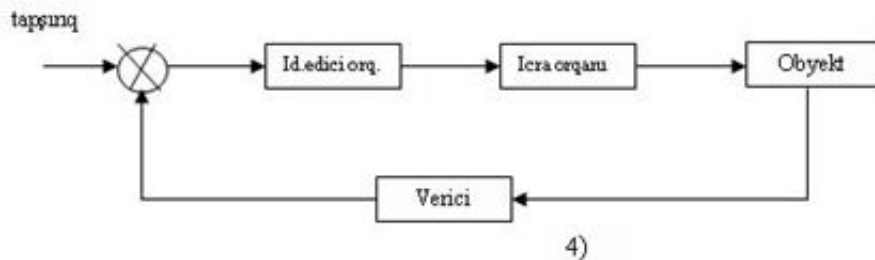 tapşırıq
Id.edici orq.
Icra orqanı
Obyekt
Verici
4)